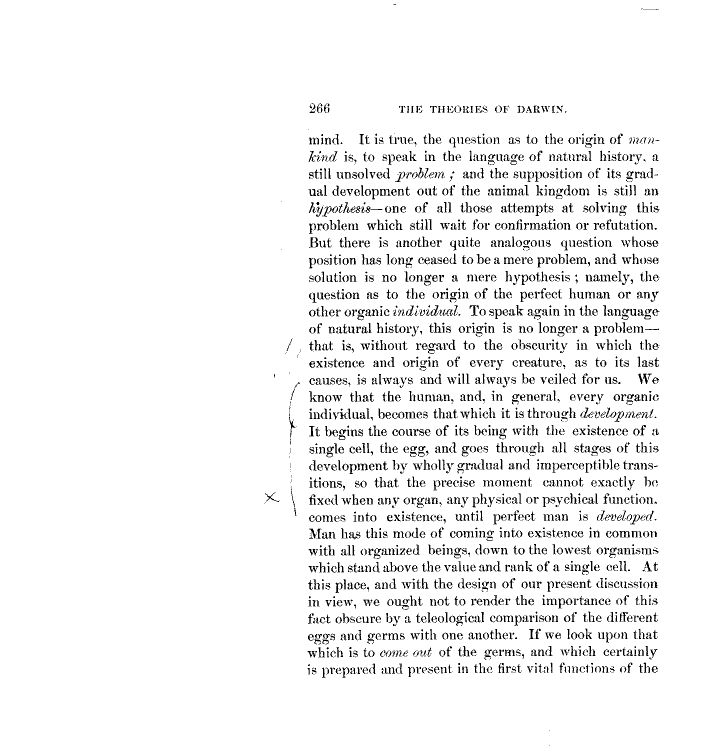 266 THE THEORIES OF DARWIN.
mind. It is true, the question as to the origin of man-
kind is, to speak in the language of natural history, a
still unsolved problem; and the supposition of its grad-
ual development out of the animal kingdom is still an
hypothesis—one of all those attempts at solving this
problem which still wait for confirmation or refutation.
But there is another quite analogous question whose
position has long ceased to be a mere problem, and whose
solution is no longer a mere hypothesis; namely, the
question as to the origin of the perfect human or any
other organic individual. To speak again in the language
of natural history, this origin is no longer a problem—
that is, without regard to the obscurity in which the
existence and origin of every creature, as to its last
causes, is always and will always be veiled for us. We
know that the human, and, in general, every organic
individual, becomes that which it is through development.
It begins the course of its being with the existence of a
single cell, the egg, and goes through all stages of this
development by wholly gradual and imperceptible trans-
itions, so that the precise moment cannot exactly be
fixed when any organ, any physical or psychical function,
comes into existence, until perfect man is developed.
Man has this mode of coming into existence in common
with all organized beings, down to the lowest organisms
which stand above the value and rank of a single cell. At
this place, and with the design of our present discussion
in view, we ought not to render the importance of this
fact obscure by a teleological comparison of the different
eggs and germs with one another. If we look upon that
which is to come out of the germs, and which certainly
is prepared and present in the first vital functions of the